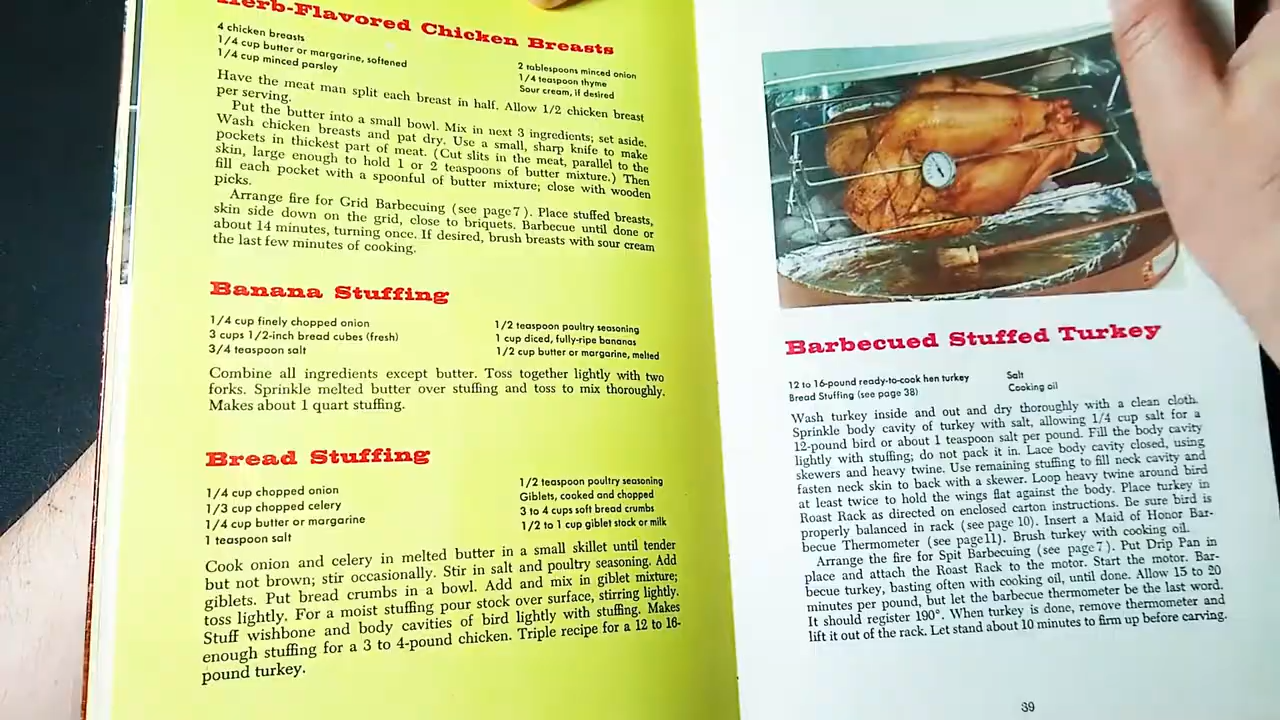 Herb-Flavored Chicken Breasts
4 chicken breasts
1/4 cup butter or margarine, softened
1/4 cup minced parsley
2 tablespoons minced onion
1/4 teaspoon thyme
Sour cream, if desired
Have the meat man split each breast in half. Allow 1/2 chicken breast
per serving.
Put the butter into a small bowl. Mix in next 3 ingredients; set aside.
Wash chicken breasts and pat dry. Use a small, sharp knife to make
pockets in thickest part of meat. (Cut slits in the meat, parallel to the
skin, large enough to hold 1 or 2 teaspoons of butter mixture.) Then
fill each pocket with a spoonful of butter mixture; close with wooden
picks.
Arrange fire for Grid Barbecuing (see page 7). Place stuffed breasts,
skin side down on the grid, close to briquets. Barbecue until done or
about 14 minutes, turning once. If desired, brush breasts with sour cream
the last few minutes of cooking.
Banana Stuffing
1/4 cup finely chopped onion
3 cups 1/2-inch bread cubes (fresh)
3/4 teaspoon salt
1/2 teaspoon poultry seasoning
1 cup diced, fully-ripe bananas
1/2 cup butter or margarine, melted
Combine all ingredients except butter. Toss together lightly with two
forks. Sprinkle melted butter over stuffing and toss to mix thoroughly.
Makes about 1 quart stuffing.
Bread Stuffing
1/4 cup chopped onion
1/3 cup chopped celery
1/4 cup butter or margarine
1 teaspoon salt
1/2 teaspoon poultry seasoning
Giblets, cooked and chopped
3 to 4 cups soft bread crumbs
1/2 to 1 cup giblet stock or milk
Cook onion and celery in melted butter in a small skillet until tender
but not brown; stir occasionally. Stir in salt and poultry seasoning. Add
giblets. Put bread crumbs in a bowl. Add and mix in giblet mixture;
toss lightly. For a moist stuffing pour stock over surface, stirring lightly.
Stuff wishbone and body cavities of bird lightly with stuffing. Makes
enough stuffing for a 3 to 4-pound chicken. Triple recipe for a 12 to 16-
pound turkey.
Barbecued Stuffed Turkey
12 to 16-pound ready-to-cook hen turkey
Bread Stuffing (see page 38)
Salt
Cooking oil
Wash turkey inside and out and dry thoroughly with a clean cloth.
Sprinkle body cavity of turkey with salt, allowing 1/4 cup salt for a
12-pound bird or about 1 teaspoon salt per pound. Fill the body cavity
lightly with stuffing; do not pack it in. Lace body cavity closed, using
skewers and heavy twine. Use remaining stuffing to fill neck cavity and
fasten neck skin to back with a skewer. Loop heavy twine around bird
at least twice to hold the wings flat against the body. Place turkey in
Roast Rack as directed on enclosed carton instructions. Be sure bird is
properly balanced in rack (see page 10). Insert a Maid of Honor Bar-
becue Thermometer (see page 11). Brush turkey with cooking oil.
Arrange the fire for Spit Barbecuing (see page 7). Put Drip Pan in
place and attach the Roast Rack to the motor. Start the motor. Bar-
becue turkey, basting often with cooking oil, until done. Allow 15 to 20
minutes per pound, but let the barbecue thermometer be the last word.
It should register 190°. When turkey is done, remove thermometer and
lift it out of the rack. Let stand about 10 minutes to firm up before carving.
39